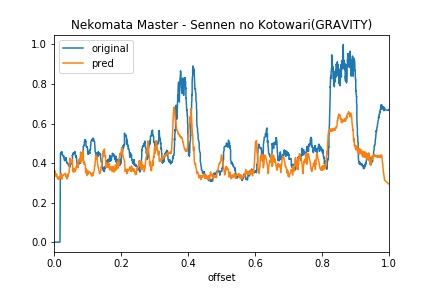 Nekomata Master - Sennen no Kotowari(GRAVITY)
original
pred
1.0
0.8
0.6
0.4
0.2
0.0
0.0 0.2 0.4 0.6 0.8 1.0
offset